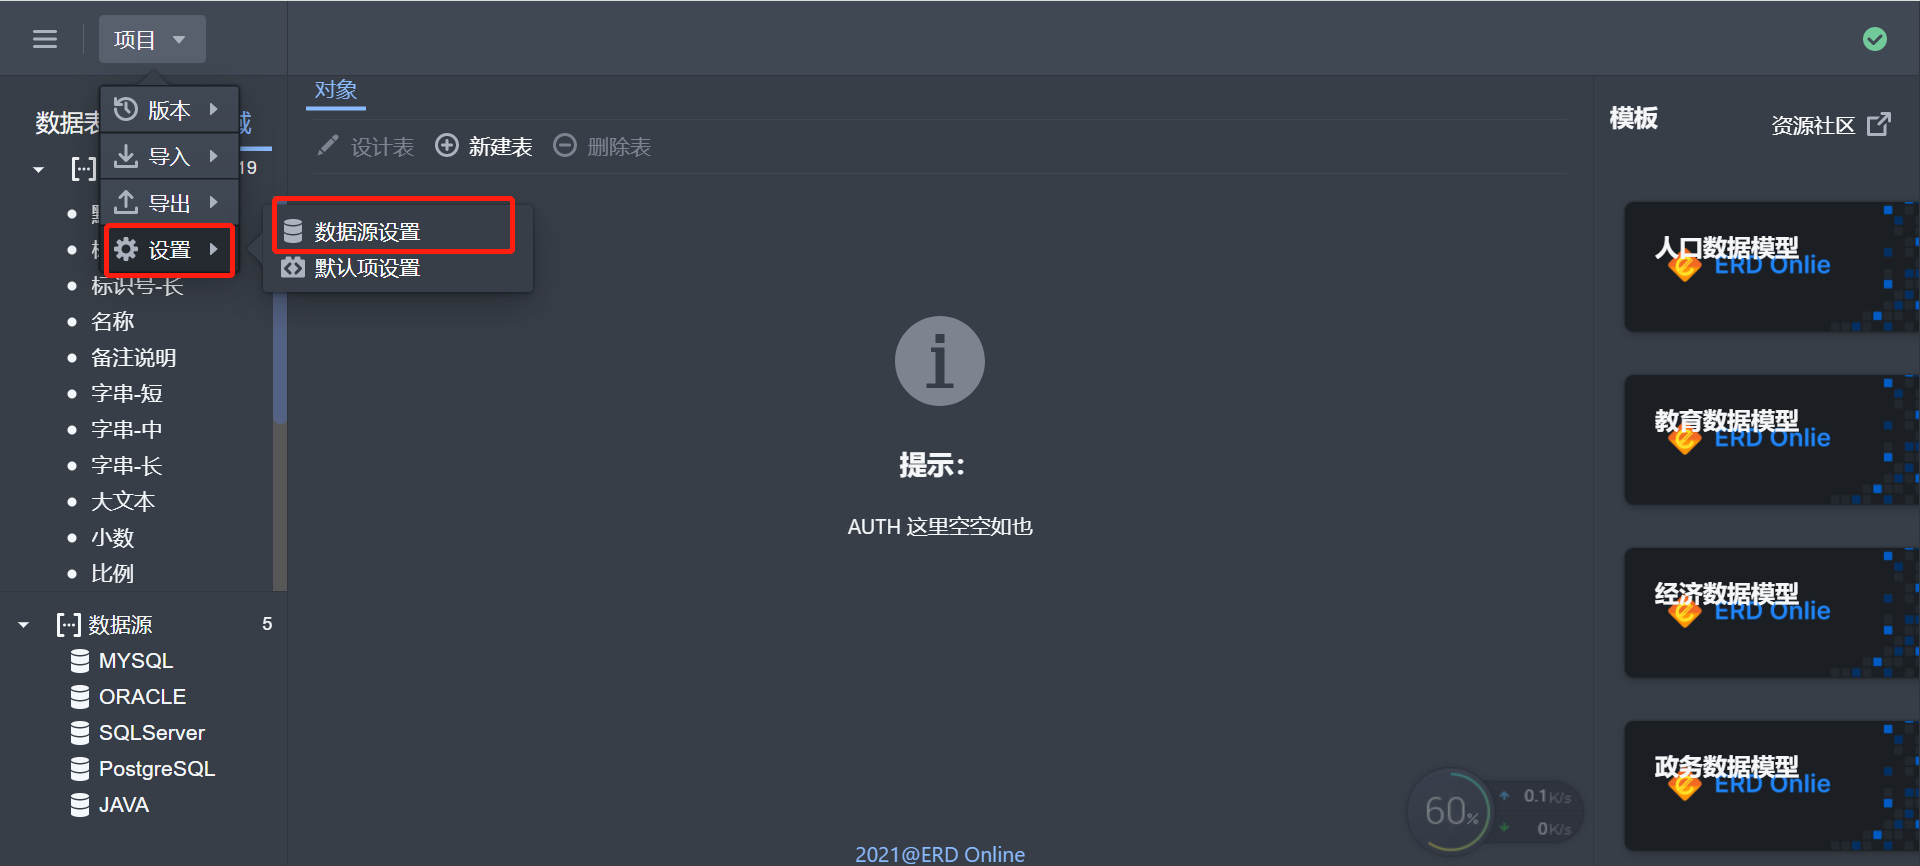 项目
版本
导入
导出
设置
数据源设置
默认项设置
数据表
域
19
标识号-长
名称
备注说明
字串-短
字串-中
字串-长
大文本
小数
比例
数据源 5
MYSQL
ORACLE
SQLServer
PostgreSQL
JAVA
对象
设计表 新建表 删除表
提示：
AUTH 这里空空如也
2021@ERD Online
模板
资源社区
人口数据模型
ERD Onlie
教育数据模型
ERD Onlie
经济数据模型
ERD Onlie
政务数据模型
ERD Onlie
60%
0.1K/s
0K/s